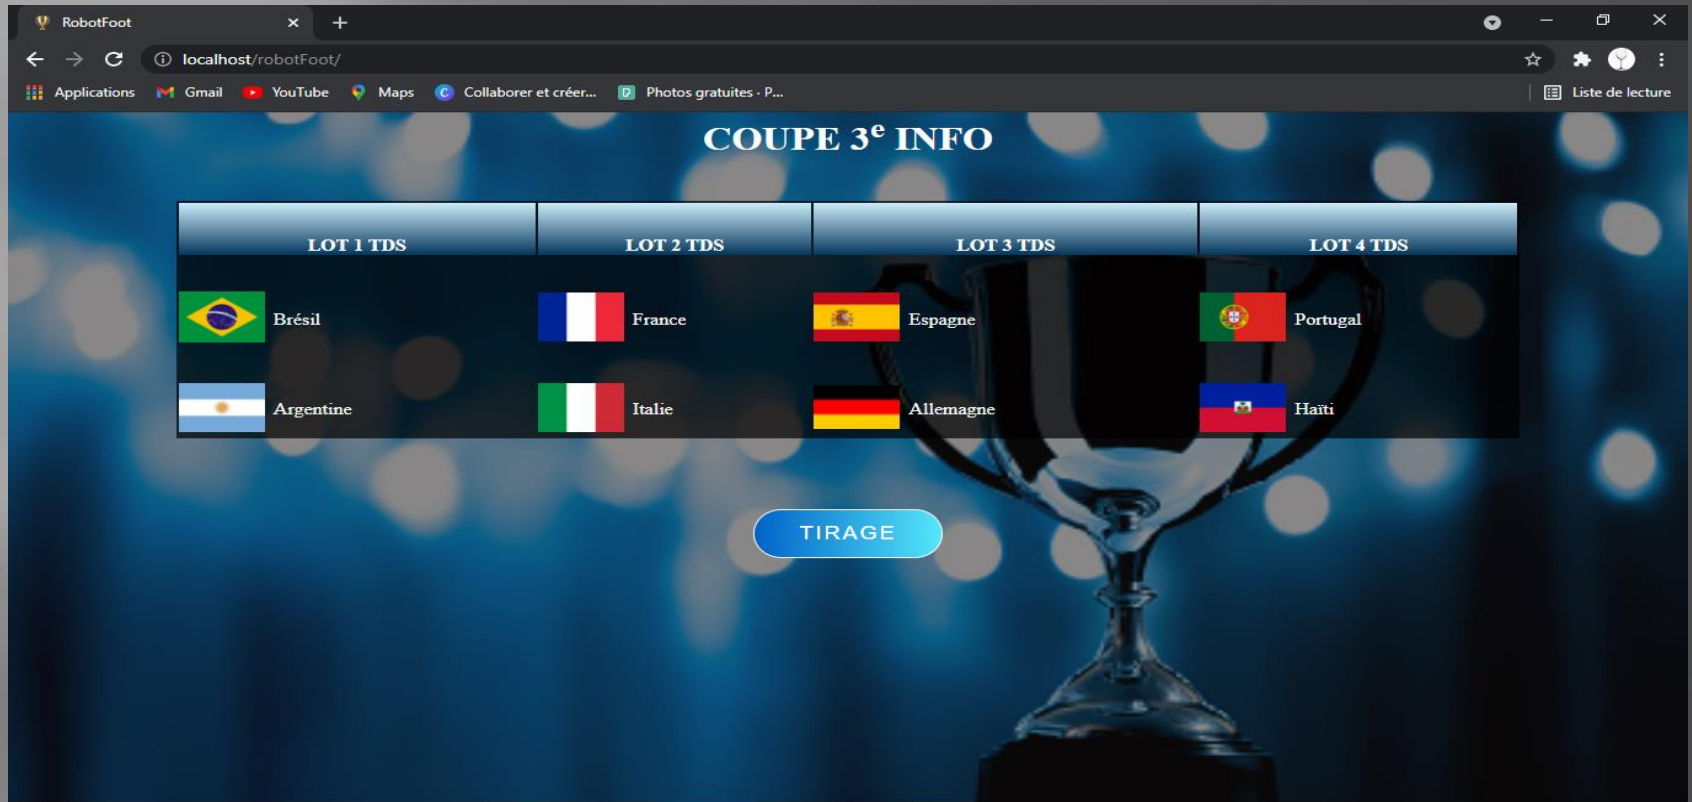 RobotFoot
localhost/robotFoot/
Applications Gmail YouTube Maps Collaborer et créer... Photos gratuites · P... Liste de lecture
COUPE 3e INFO
LOT 1 TDS LOT 2 TDS LOT 3 TDS LOT 4 TDS
Brésil France Espagne Portugal
Argentine Italie Allemagne Haïti
TIRAGE